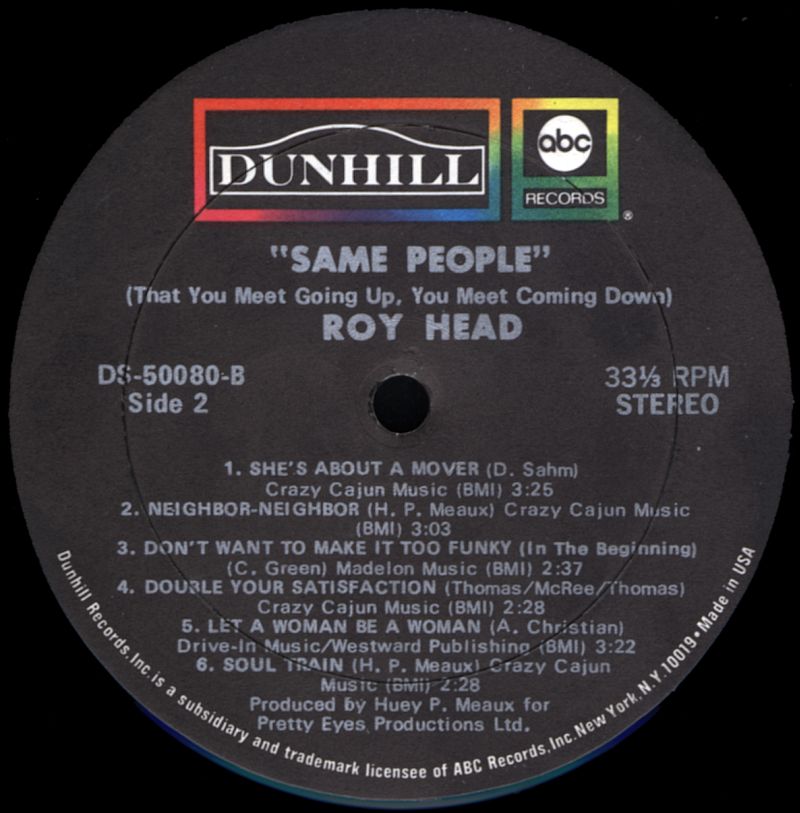 DUNHILL
abc
RECORDS
®
"SAME PEOPLE"
(That You Meet Going Up, You Meet Coming Down)
ROY HEAD
DS-50080-B
Side 2
33⅓ RPM
STEREO
1. SHE'S ABOUT A MOVER (D. Sahm)
Crazy Cajun Music (BMI) 3:25
2. NEIGHBOR-NEIGHBOR (H. P. Meaux) Crazy Cajun Music
(BMI) 3:03
3. DON'T WANT TO MAKE IT TOO FUNKY (In The Beginning)
(C. Green) Madelon Music (BMI) 2:37
4. DOUBLE YOUR SATISFACTION (Thomas/McRee/Thomas)
Crazy Cajun Music (BMI) 2:28
5. LET A WOMAN BE A WOMAN (A. Christian)
Drive-In Music/Westward Publishing (BMI) 3:22
6. SOUL TRAIN (H. P. Meaux) Crazy Cajun
Music (BMI) 2:28
Produced by Huey P. Meaux for
Pretty Eyes Productions Ltd.
Dunhill Records, Inc. is a subsidiary and trademark licensee of ABC Records, Inc. New York, N.Y. 10019 • Made in USA